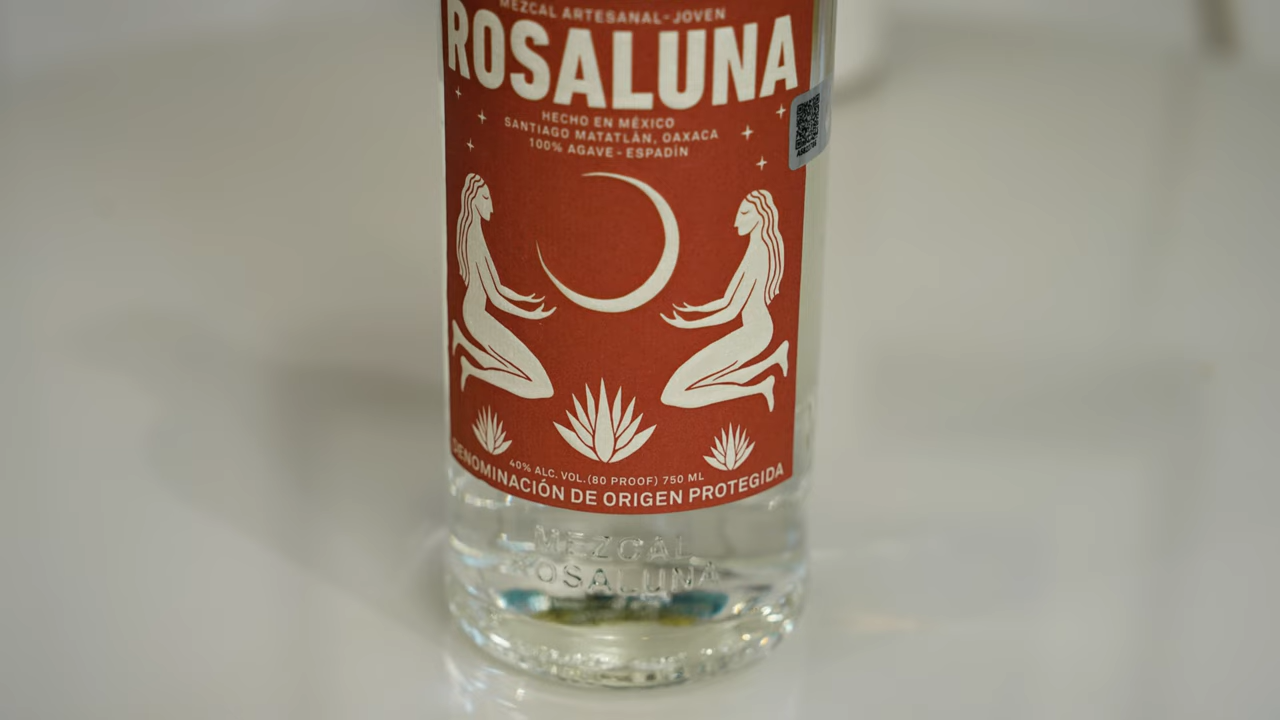 MEZCAL ARTESANAL-JOVEN
ROSALUNA
HECHO EN MÉXICO
SANTIAGO MATATLÁN, OAXACA
100% AGAVE - ESPADÍN
40% ALC. VOL. (80 PROOF) 750 ML
DENOMINACIÓN DE ORIGEN PROTEGIDA
MEZCAL
ROSALUNA